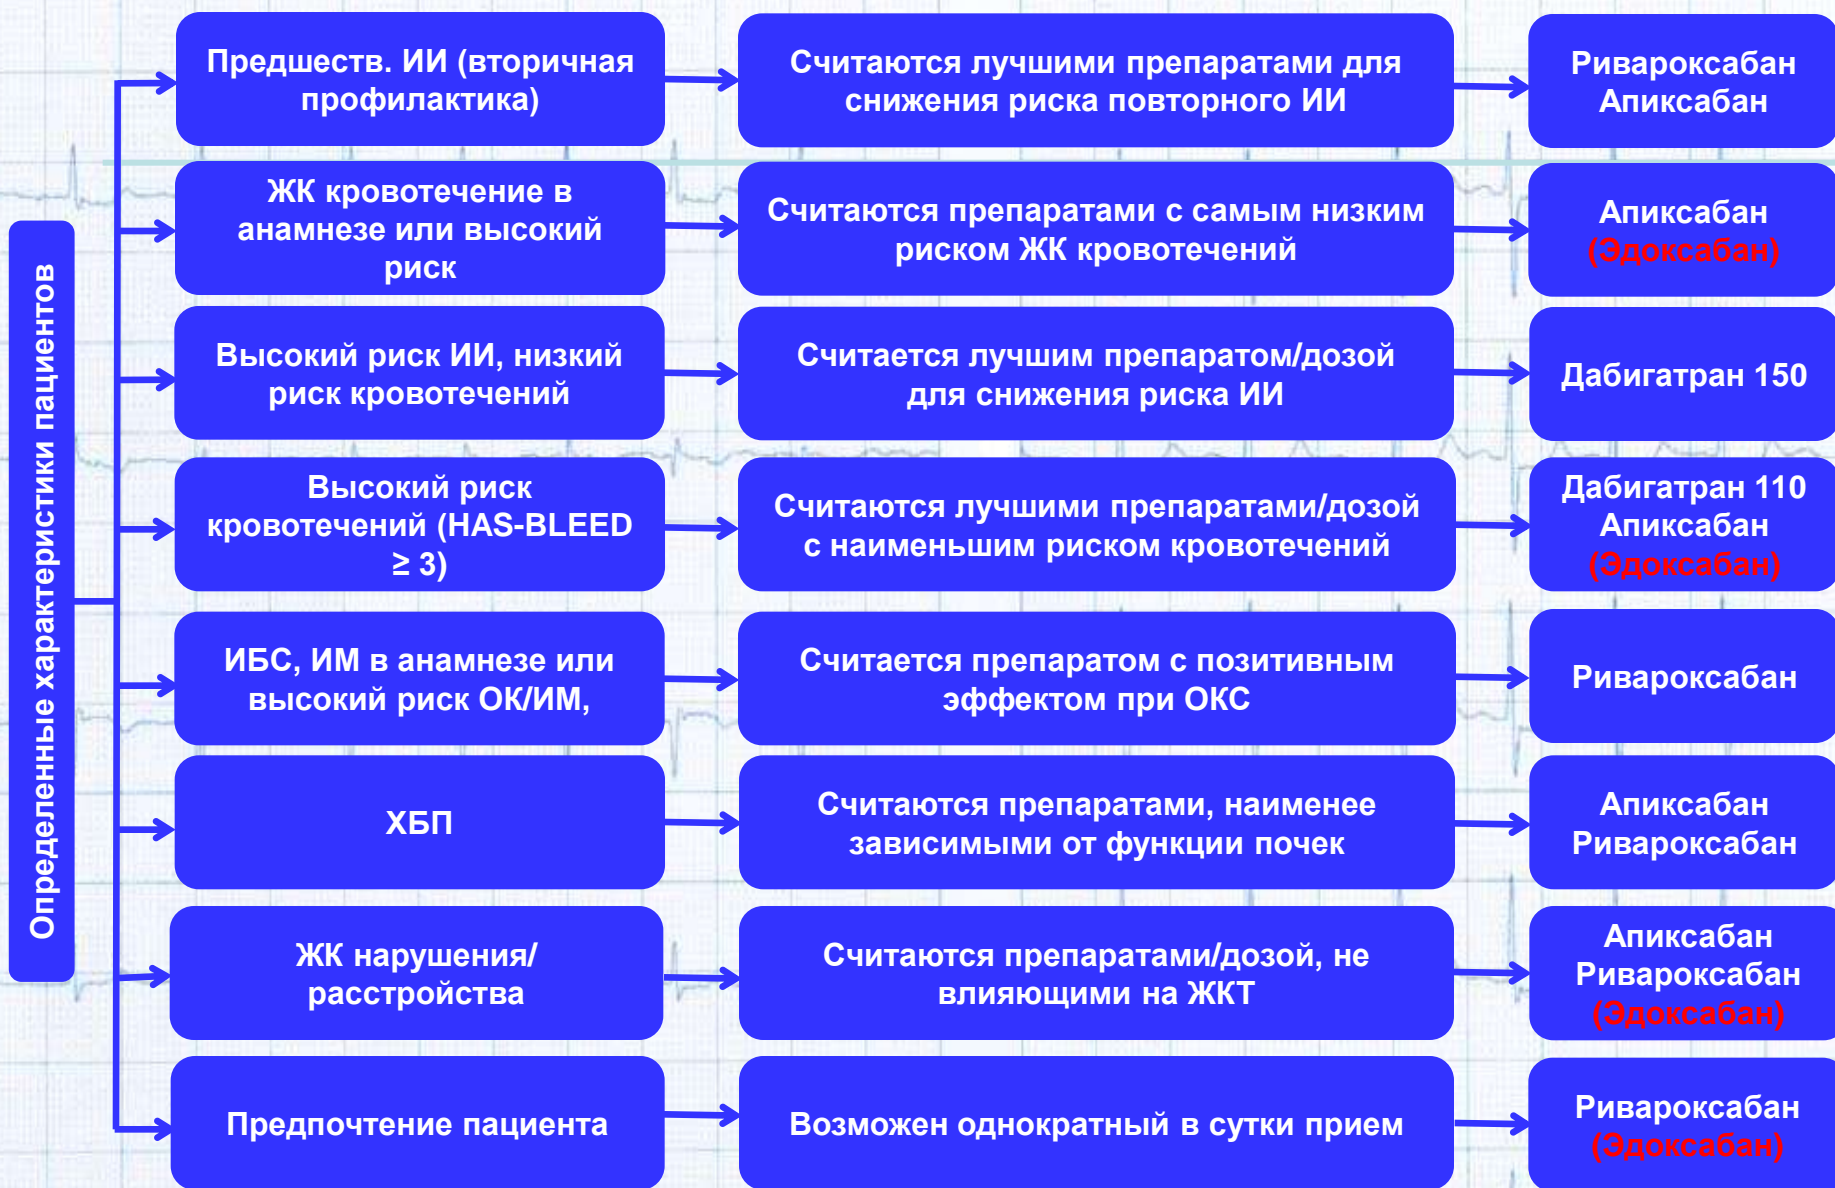 Определенные характеристики пациентов
Предшеств. ИИ (вторичная
профилактика)
Считаются лучшими препаратами для
снижения риска повторного ИИ
Ривароксабан
Апиксабан
ЖК кровотечение в
анамнезе или высокий
риск
Считаются препаратами с самым низким
риском ЖК кровотечений
Апиксабан
(Эдоксабан)
Высокий риск ИИ, низкий
риск кровотечений
Считается лучшим препаратом/дозой
для снижения риска ИИ
Дабигатран 150
Высокий риск
кровотечений (HAS-BLEED
≥ 3)
Считаются лучшими препаратами/дозой
с наименьшим риском кровотечений
Дабигатран 110
Апиксабан
(Эдоксабан)
ИБС, ИМ в анамнезе или
высокий риск ОК/ИМ,
Считается препаратом с позитивным
эффектом при ОКС
Ривароксабан
ХБП
Считаются препаратами, наименее
зависимыми от функции почек
Апиксабан
Ривароксабан
ЖК нарушения/
расстройства
Считаются препаратами/дозой, не
влияющими на ЖКТ
Апиксабан
Ривароксабан
(Эдоксабан)
Предпочтение пациента
Возможен однократный в сутки прием
Ривароксабан
(Эдоксабан)